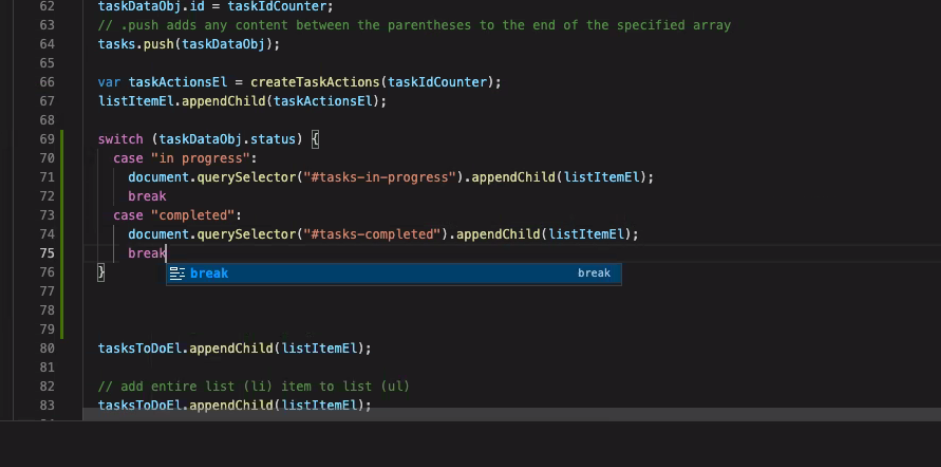 62 taskDataObj.id = taskIdCounter;
63 // .push adds any content between the parentheses to the end of the specified array
64 tasks.push(taskDataObj);
65
66 var taskActionsEl = createTaskActions(taskIdCounter);
67 listItemEl.appendChild(taskActionsEl);
68
69 switch (taskDataObj.status) {
70 case "in progress":
71 document.querySelector("#tasks-in-progress").appendChild(listItemEl);
72 break
73 case "completed":
74 document.querySelector("#tasks-completed").appendChild(listItemEl);
75 break
76 }
break break
77
78
79
80 tasksToDoEl.appendChild(listItemEl);
81
82 // add entire list (li) item to list (ul)
83 tasksToDoEl.appendChild(listItemEl);